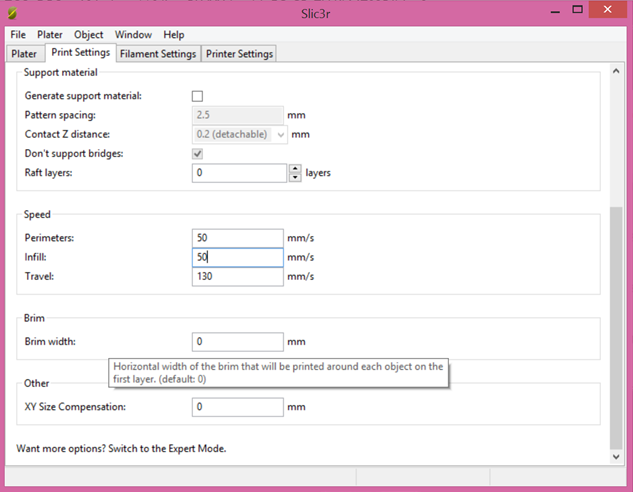 Slic3r
File Plater Object Window Help
Plater Print Settings Filament Settings Printer Settings
Support material
Generate support material:
Pattern spacing: 2.5 mm
Contact Z distance: 0.2 (detachable) mm
Don't support bridges:
Raft layers: 0 layers
Speed
Perimeters: 50 mm/s
Infill: 50 mm/s
Travel: 130 mm/s
Brim
Brim width: 0 mm
Horizontal width of the brim that will be printed around each object on the
first layer. (default: 0)
Other
XY Size Compensation: 0 mm
Want more options? Switch to the Expert Mode.